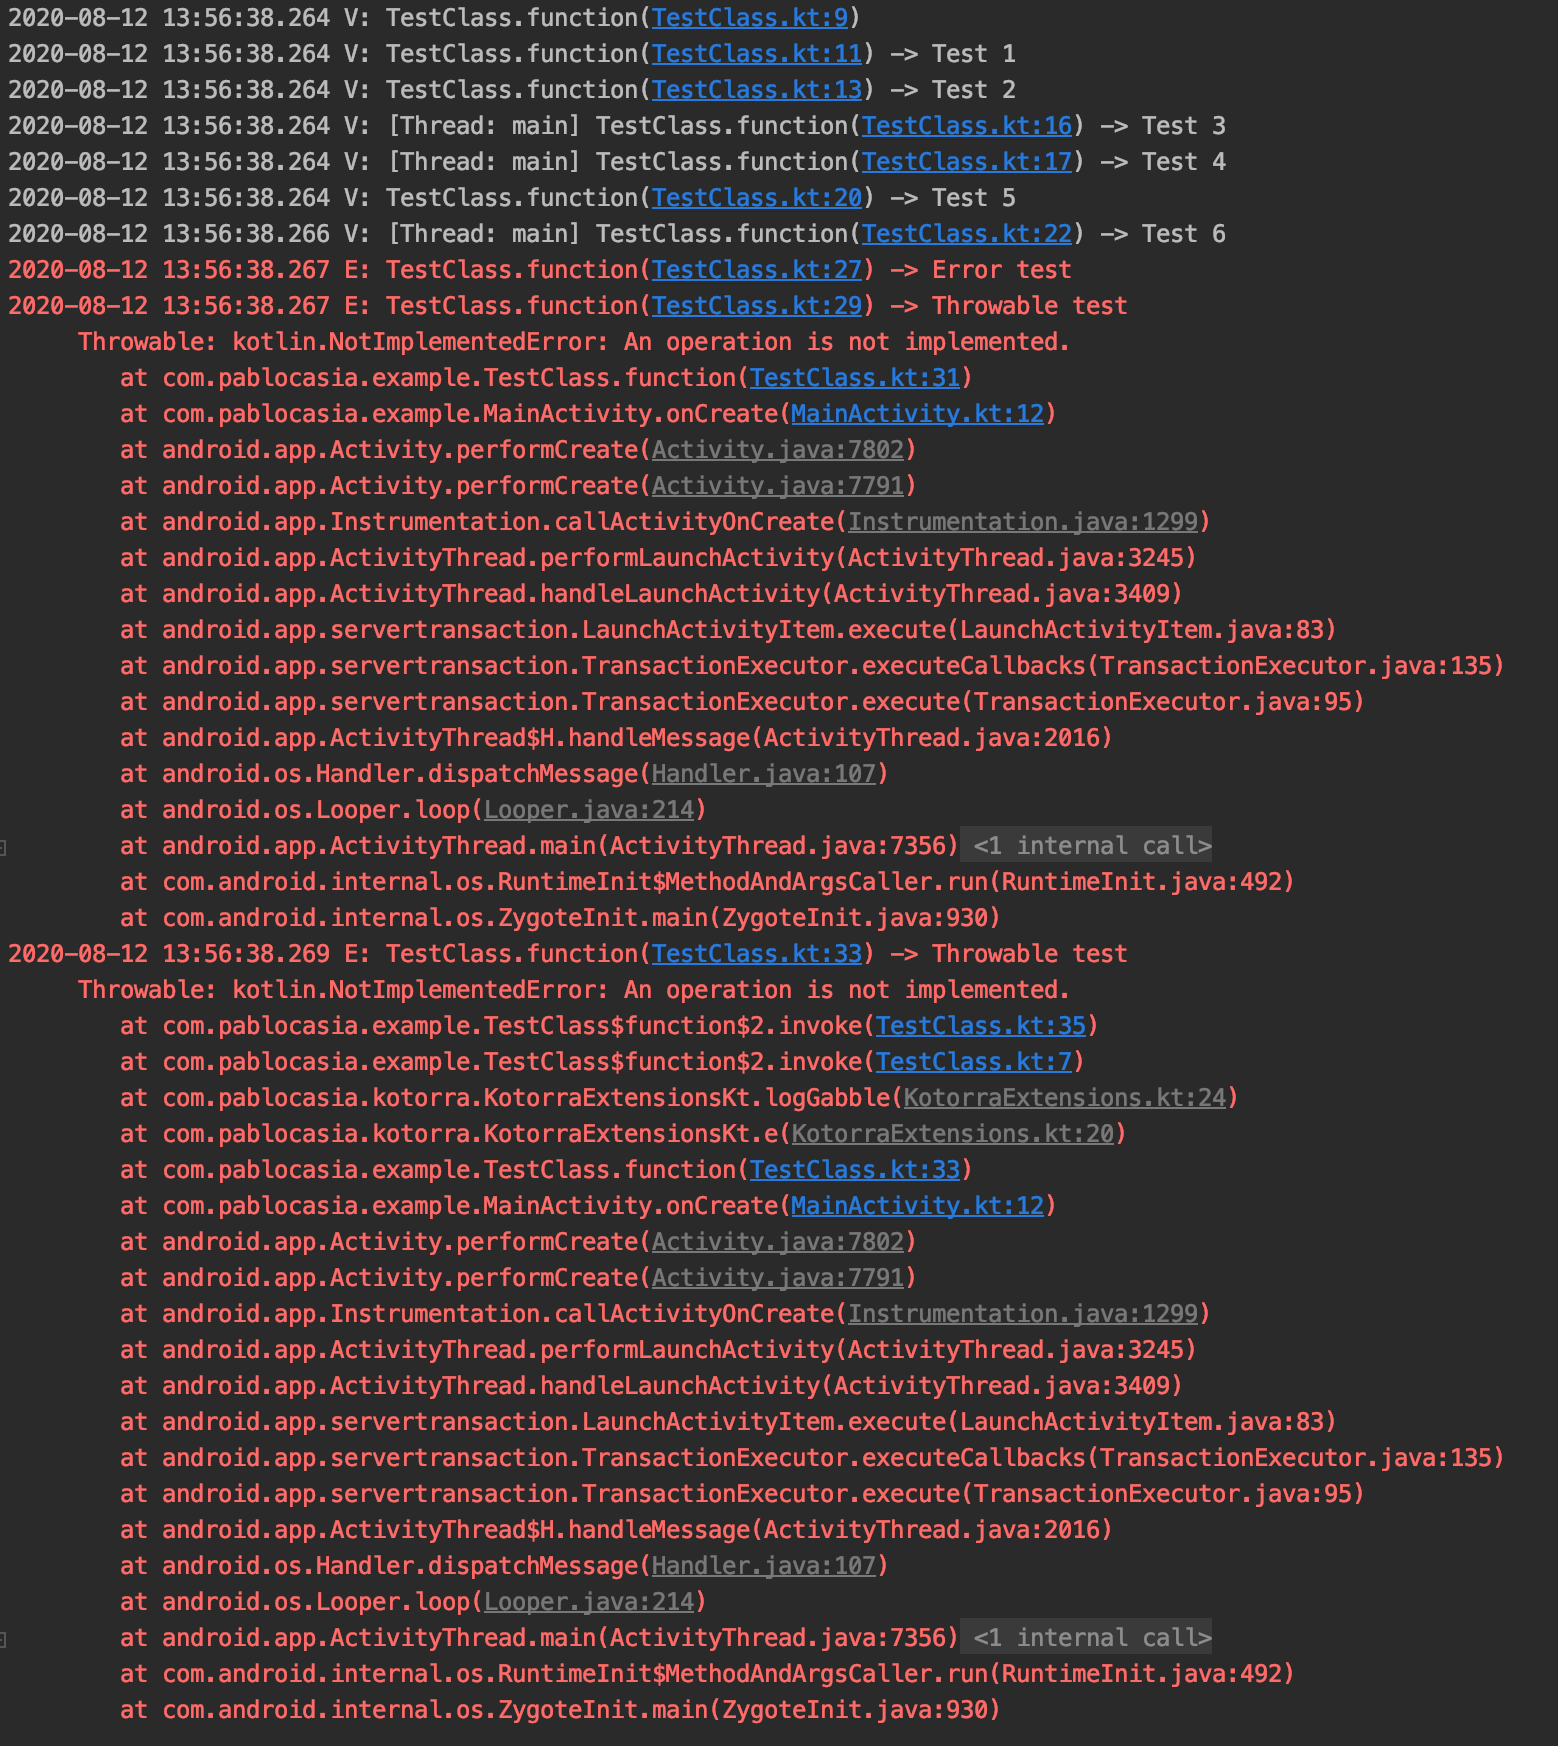 2020-08-12 13:56:38.264 V: TestClass.function(TestClass.kt:9)
2020-08-12 13:56:38.264 V: TestClass.function(TestClass.kt:11) -> Test 1
2020-08-12 13:56:38.264 V: TestClass.function(TestClass.kt:13) -> Test 2
2020-08-12 13:56:38.264 V: [Thread: main] TestClass.function(TestClass.kt:16) -> Test 3
2020-08-12 13:56:38.264 V: [Thread: main] TestClass.function(TestClass.kt:17) -> Test 4
2020-08-12 13:56:38.264 V: TestClass.function(TestClass.kt:20) -> Test 5
2020-08-12 13:56:38.266 V: [Thread: main] TestClass.function(TestClass.kt:22) -> Test 6
2020-08-12 13:56:38.267 E: TestClass.function(TestClass.kt:27) -> Error test
2020-08-12 13:56:38.267 E: TestClass.function(TestClass.kt:29) -> Throwable test
Throwable: kotlin.NotImplementedError: An operation is not implemented.
at com.pablocasia.example.TestClass.function(TestClass.kt:31)
at com.pablocasia.example.MainActivity.onCreate(MainActivity.kt:12)
at android.app.Activity.performCreate(Activity.java:7802)
at android.app.Activity.performCreate(Activity.java:7791)
at android.app.Instrumentation.callActivityOnCreate(Instrumentation.java:1299)
at android.app.ActivityThread.performLaunchActivity(ActivityThread.java:3245)
at android.app.ActivityThread.handleLaunchActivity(ActivityThread.java:3409)
at android.app.servertransaction.LaunchActivityItem.execute(LaunchActivityItem.java:83)
at android.app.servertransaction.TransactionExecutor.executeCallbacks(TransactionExecutor.java:135)
at android.app.servertransaction.TransactionExecutor.execute(TransactionExecutor.java:95)
at android.app.ActivityThread$H.handleMessage(ActivityThread.java:2016)
at android.os.Handler.dispatchMessage(Handler.java:107)
at android.os.Looper.loop(Looper.java:214)
at android.app.ActivityThread.main(ActivityThread.java:7356) <1 internal call>
at com.android.internal.os.RuntimeInit$MethodAndArgsCaller.run(RuntimeInit.java:492)
at com.android.internal.os.ZygoteInit.main(ZygoteInit.java:930)
2020-08-12 13:56:38.269 E: TestClass.function(TestClass.kt:33) -> Throwable test
Throwable: kotlin.NotImplementedError: An operation is not implemented.
at com.pablocasia.example.TestClass$function$2.invoke(TestClass.kt:35)
at com.pablocasia.example.TestClass$function$2.invoke(TestClass.kt:7)
at com.pablocasia.kotorra.KotorraExtensionsKt.logGabble(KotorraExtensions.kt:24)
at com.pablocasia.kotorra.KotorraExtensionsKt.e(KotorraExtensions.kt:20)
at com.pablocasia.example.TestClass.function(TestClass.kt:33)
at com.pablocasia.example.MainActivity.onCreate(MainActivity.kt:12)
at android.app.Activity.performCreate(Activity.java:7802)
at android.app.Activity.performCreate(Activity.java:7791)
at android.app.Instrumentation.callActivityOnCreate(Instrumentation.java:1299)
at android.app.ActivityThread.performLaunchActivity(ActivityThread.java:3245)
at android.app.ActivityThread.handleLaunchActivity(ActivityThread.java:3409)
at android.app.servertransaction.LaunchActivityItem.execute(LaunchActivityItem.java:83)
at android.app.servertransaction.TransactionExecutor.executeCallbacks(TransactionExecutor.java:135)
at android.app.servertransaction.TransactionExecutor.execute(TransactionExecutor.java:95)
at android.app.ActivityThread$H.handleMessage(ActivityThread.java:2016)
at android.os.Handler.dispatchMessage(Handler.java:107)
at android.os.Looper.loop(Looper.java:214)
at android.app.ActivityThread.main(ActivityThread.java:7356) <1 internal call>
at com.android.internal.os.RuntimeInit$MethodAndArgsCaller.run(RuntimeInit.java:492)
at com.android.internal.os.ZygoteInit.main(ZygoteInit.java:930)